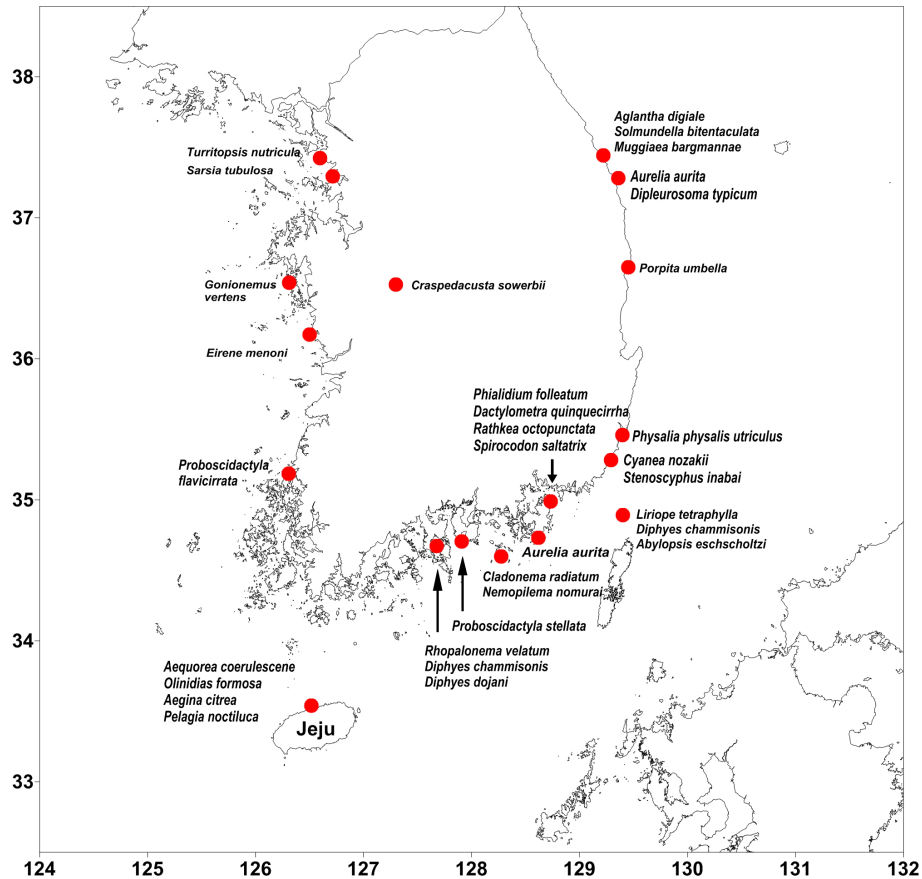 38
37
36
35
34
33
124
125
126
127
128
129
130
131
132
Aglantha digiale
Solmundella bitentaculata
Muggiaea bargmannae
Turritopsis nutricula
Sarsia tubulosa
Aurelia aurita
Dipleurosoma typicum
Porpita umbella
Gonionemus
vertens
Craspedacusta sowerbii
Eirene menoni
Phialidium folleatum
Dactylometra quinquecirrha
Rathkea octopunctata
Spirocodon saltatrix
Physalia physalis utriculus
Cyanea nozakii
Stenoscyphus inabai
Proboscidactyla
flavicirrata
Liriope tetraphylla
Diphyes chammisonis
Abylopsis eschscholtzi
Aurelia aurita
Cladonema radiatum
Nemopilema nomurai
Proboscidactyla stellata
Rhopalonema velatum
Diphyes chammisonis
Diphyes dojani
Aequorea coerulescene
Olinidias formosa
Aegina citrea
Pelagia noctiluca
Jeju